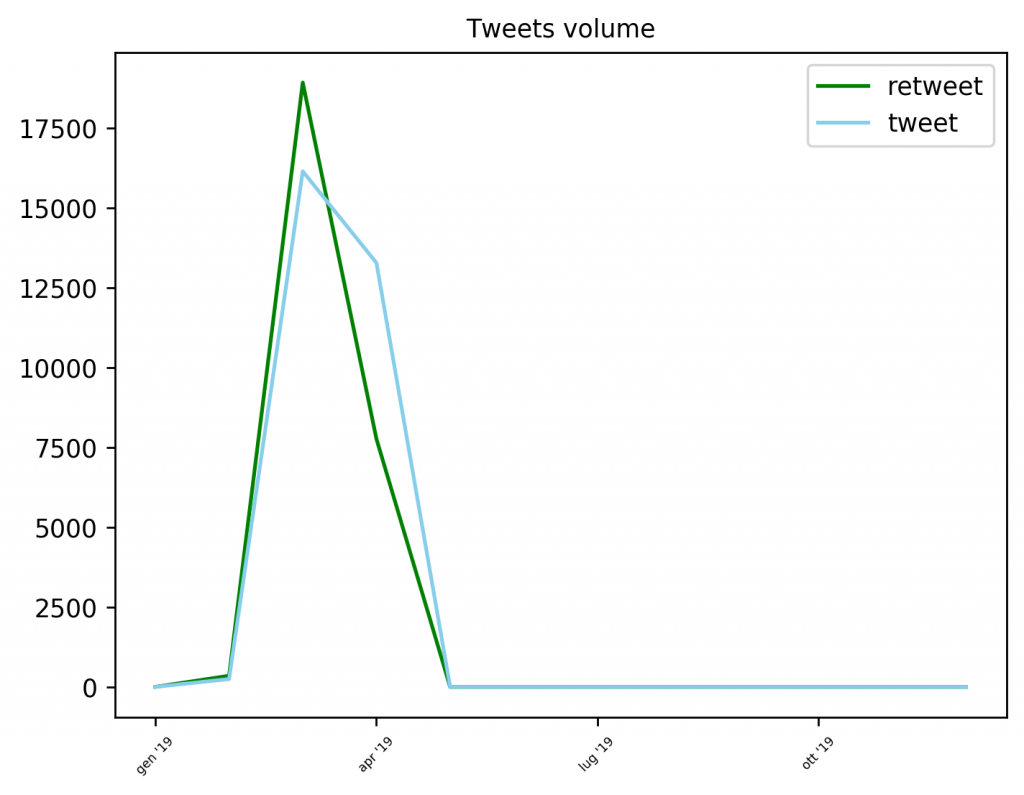 Tweets volume
retweet
tweet
17500
15000
12500
10000
7500
5000
2500
0
gen '19
apr '19
lug '19
ott '19